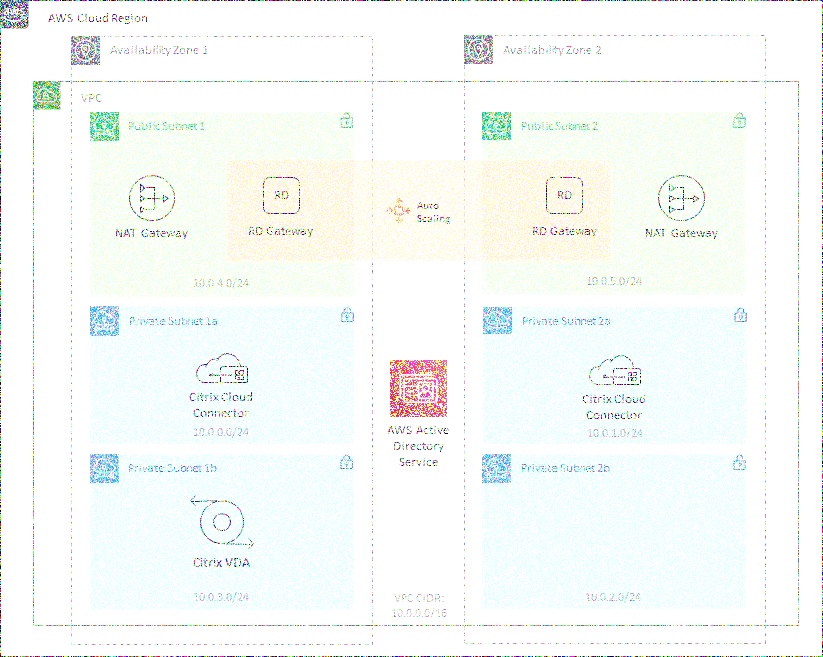 AWS Cloud Region
Availability Zone 1
Availability Zone 2
VPC
Public Subnet 1
Public Subnet 2
RD
RD
Auto
Scaling
NAT Gateway
RD Gateway
RD Gateway
NAT Gateway
10.0.4.0/24
10.0.5.0/24
Private Subnet 1a
Private Subnet 2a
Citrix Cloud
Connector
10.0.0.0/24
AWS Active
Directory
Service
Citrix Cloud
Connector
10.0.1.0/24
Private Subnet 1b
Private Subnet 2b
Citrix VDA
10.0.3.0/24
VPC CIDR:
10.0.0.0/16
10.0.2.0/24